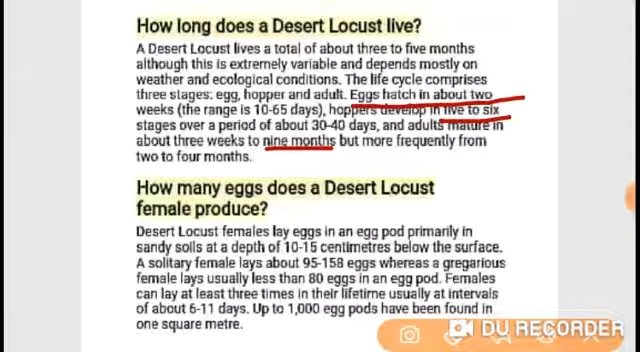 How long does a Desert Locust live?
A Desert Locust lives a total of about three to five months
although this is extremely variable and depends mostly on
weather and ecological conditions. The life cycle comprises
three stages: egg, hopper and adult. Eggs hatch in about two
weeks (the range is 10-65 days), hoppers develop in five to six
stages over a period of about 30-40 days, and adults mature in
about three weeks to nine months but more frequently from
two to four months.
How many eggs does a Desert Locust
female produce?
Desert Locust females lay eggs in an egg pod primarily in
sandy soils at a depth of 10-15 centimetres below the surface.
A solitary female lays about 95-158 eggs whereas a gregarious
female lays usually less than 80 eggs in an egg pod. Females
can lay at least three times in their lifetime usually at intervals
of about 6-11 days. Up to 1,000 egg pods have been found in
one square metre.
DU RECORDER